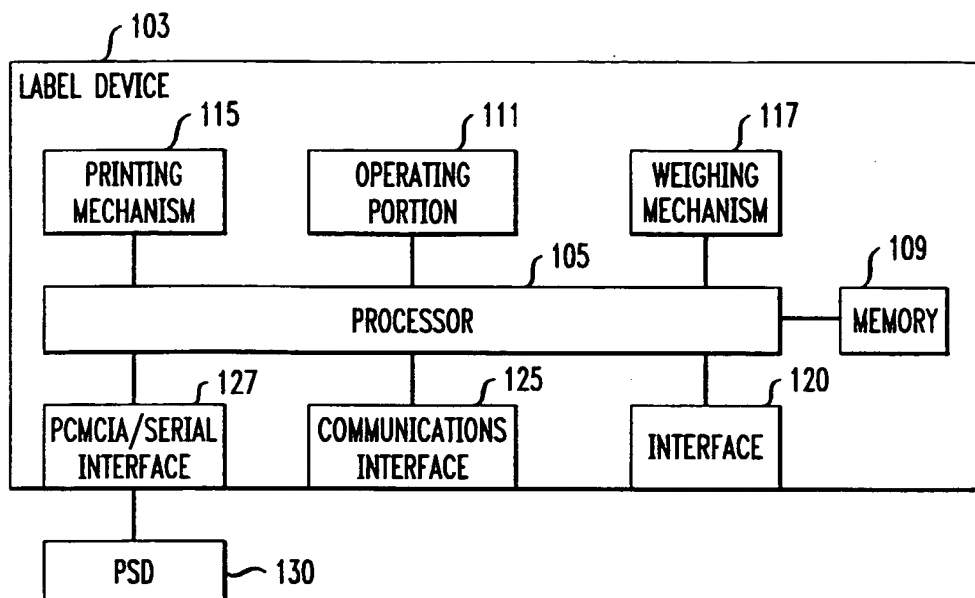 103
LABEL DEVICE
115
111
117
PRINTING
MECHANISM
OPERATING
PORTION
WEIGHING
MECHANISM
105
109
PROCESSOR
MEMORY
127
125
120
PCMCIA/SERIAL
INTERFACE
COMMUNICATIONS
INTERFACE
INTERFACE
PSD
130